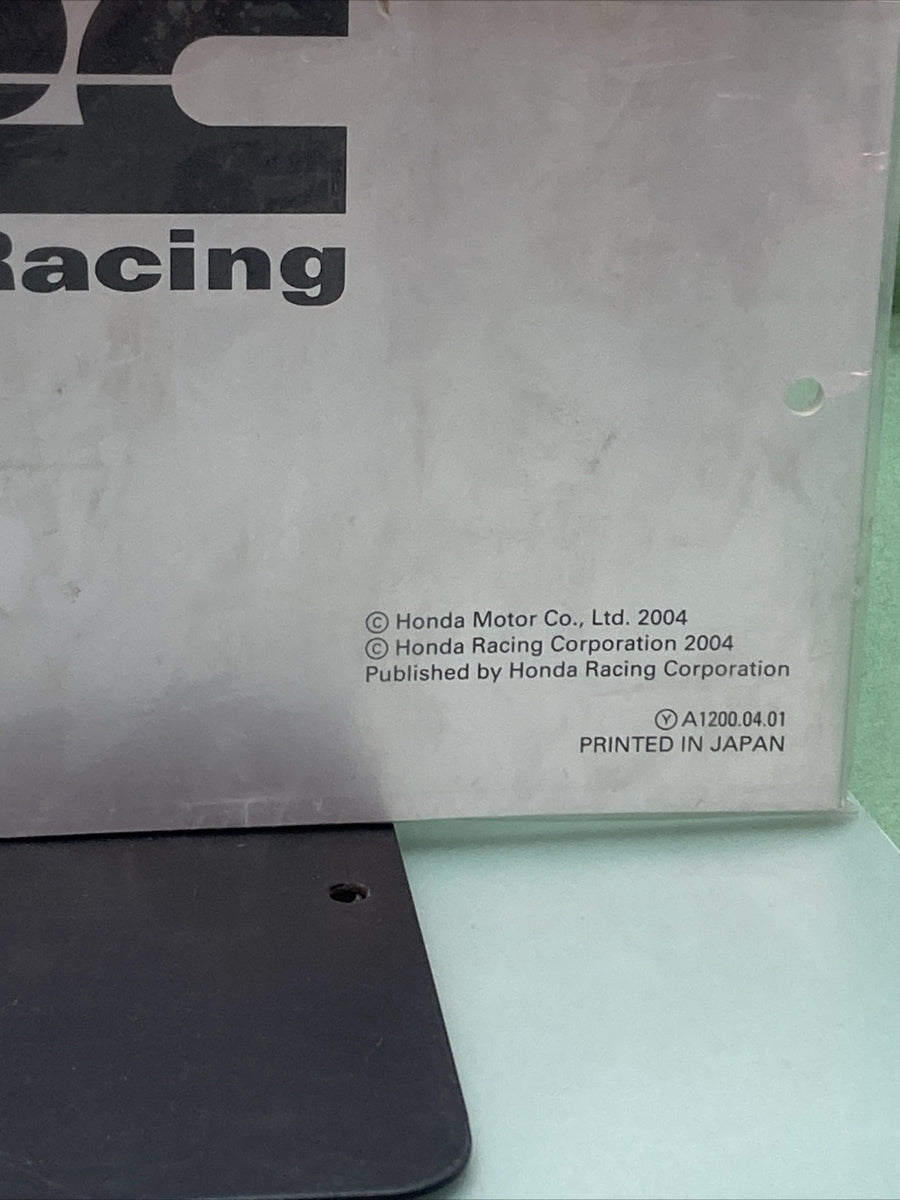 Racing
© Honda Motor Co., Ltd. 2004
© Honda Racing Corporation 2004
Published by Honda Racing Corporation
Ⓨ A1200.04.01
PRINTED IN JAPAN